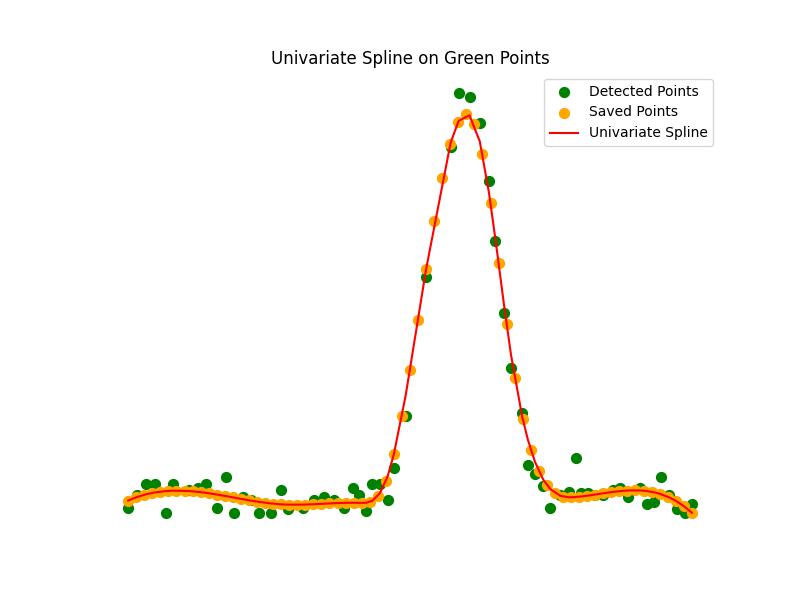 Univariate Spline on Green Points
Detected Points
Saved Points
Univariate Spline